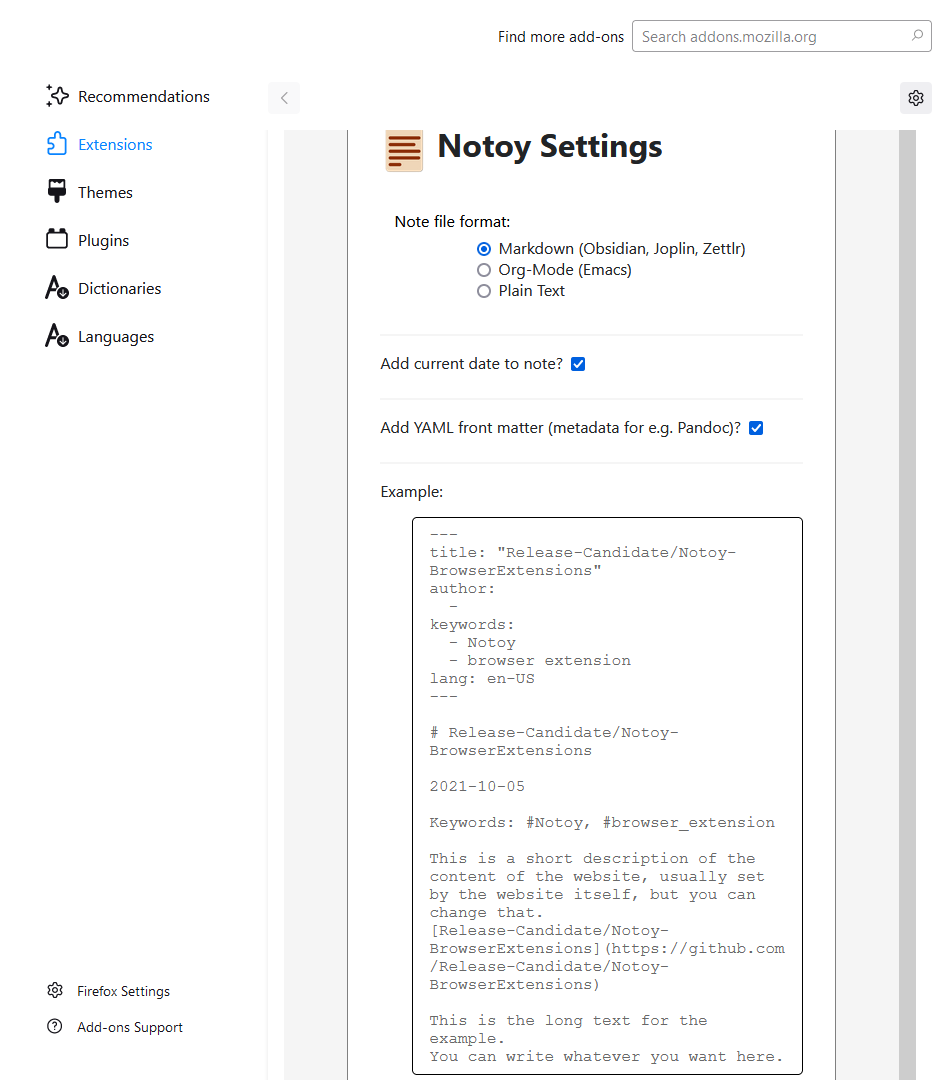 Find more add-ons
Search addons.mozilla.org
Recommendations
Extensions
Themes
Plugins
Dictionaries
Languages
Firefox Settings
Add-ons Support
Notoy Settings
Note file format:
Markdown (Obsidian, Joplin, Zettlr)
Org-Mode (Emacs)
Plain Text
Add current date to note?
Add YAML front matter (metadata for e.g. Pandoc)?
Example:
---
title: "Release-Candidate/Notoy-
BrowserExtensions"
author:
  -
keywords:
  - Notoy
  - browser extension
lang: en-US
---
# Release-Candidate/Notoy-
BrowserExtensions
2021-10-05
Keywords: #Notoy, #browser_extension
This is a short description of the
content of the website, usually set
by the website itself, but you can
change that.
[Release-Candidate/Notoy-
BrowserExtensions](https://github.com
/Release-Candidate/Notoy-
BrowserExtensions)
This is the long text for the
example.
You can write whatever you want here.